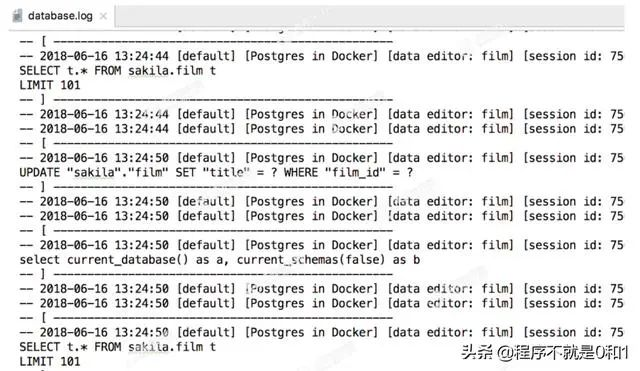 database.log ×
-- [ --------------------------------------------------
-- 2018-06-16 13:24:44 [default] [Postgres in Docker] [data editor: film] [session id: 75
SELECT t.* FROM sakila.film t
LIMIT 101
-- ] --------------------------------------------------
-- 2018-06-16 13:24:44 [default] [Postgres in Docker] [data editor: film] [session id: 75
-- 2018-06-16 13:24:44 [default] [Postgres in Docker] [data editor: film] [session id: 75
-- [ --------------------------------------------------
-- 2018-06-16 13:24:50 [default] [Postgres in Docker] [data editor: film] [session id: 75
UPDATE "sakila"."film" SET "title" = ? WHERE "film_id" = ?
-- ] --------------------------------------------------
-- 2018-06-16 13:24:50 [default] [Postgres in Docker] [data editor: film] [session id: 75
-- 2018-06-16 13:24:50 [default] [Postgres in Docker] [data editor: film] [session id: 75
-- [ --------------------------------------------------
-- 2018-06-16 13:24:50 [default] [Postgres in Docker] [data editor: film] [session id: 75
select current_database() as a, current_schemas(false) as b
-- ] --------------------------------------------------
-- 2018-06-16 13:24:50 [default] [Postgres in Docker] [data editor: film] [session id: 75
-- 2018-06-16 13:24:50 [default] [Postgres in Docker] [data editor: film] [session id: 75
-- [ --------------------------------------------------
-- 2018-06-16 13:24:50 [default] [Postgres in Docker] [data editor: film] [session id: 75
SELECT t.* FROM sakila.film t
LIMIT 101
-- ] --------------------------------------------------
头条 @程序不就是0和1